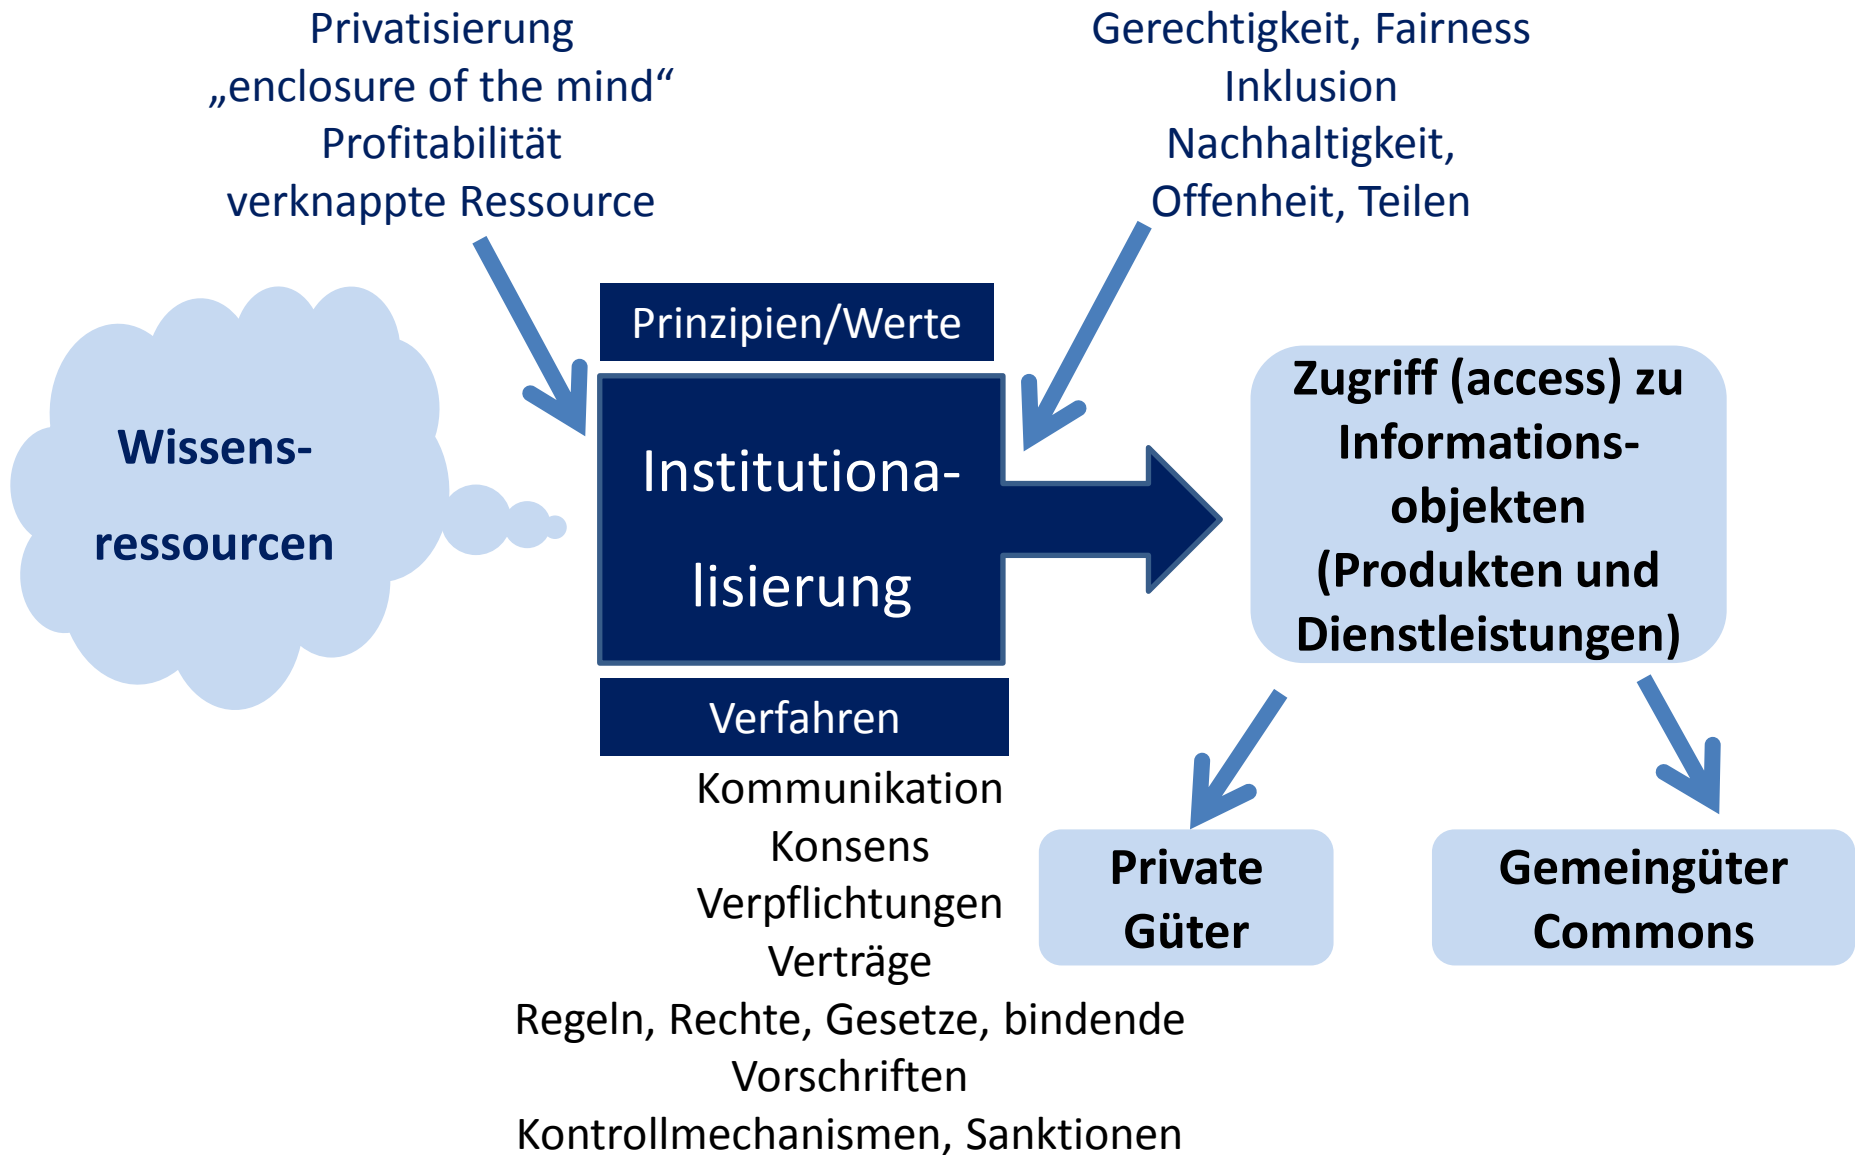 Privatisierung
„enclosure of the mind“
Profitabilität
verknappte Ressource
Gerechtigkeit, Fairness
Inklusion
Nachhaltigkeit,
Offenheit, Teilen
Wissens-
ressourcen
Prinzipien/Werte
Instituti­ona-
lisierung
Verfahren
Kommunikation
Konsens
Verpflichtungen
Verträge
Regeln, Rechte, Gesetze, bindende
Vorschriften
Kontrollmechanismen, Sanktionen
Zugriff (access) zu
Informations-
objekten
(Produkten und
Dienstleistungen)
Private
Güter
Gemeingüter
Commons